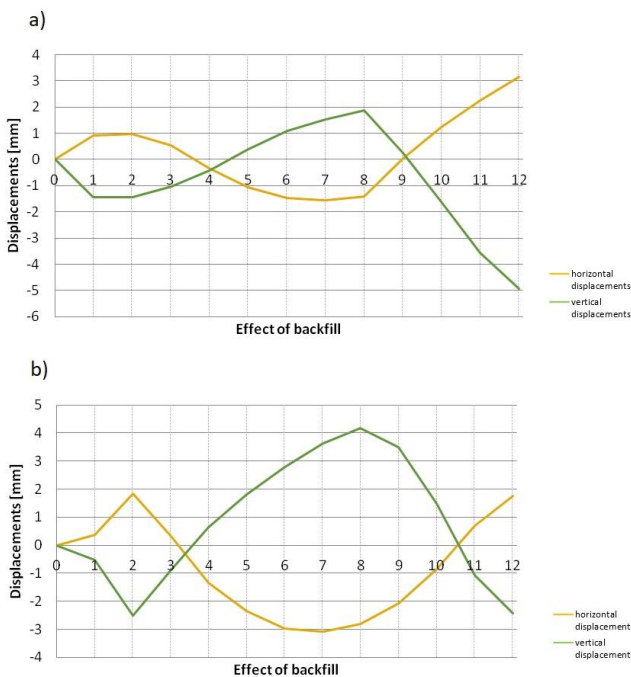 a)
4
3
2
1
0
-1
-2
-3
-4
-5
-6
Displacements [mm]
0 1 2 3 4 5 6 7 8 9 10 11 12
Effect of backfill
horizontal
displacements
vertical
displacements
b)
5
4
3
2
1
0
-1
-2
-3
-4
Displacements [mm]
0 1 2 3 4 5 6 7 8 9 10 11 12
Effect of backfill
horizontal
displacement
vertical
displacement